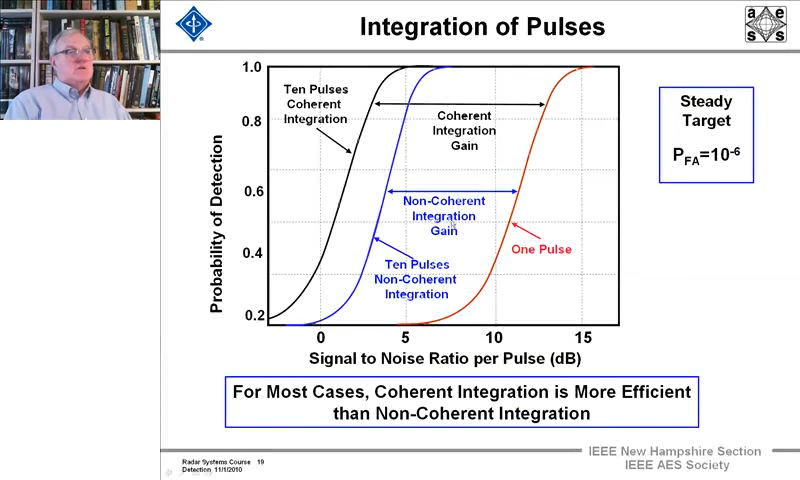 Integration of Pulses
a e
s s
1.0
0.8
0.6
0.4
0.2
Probability of Detection
Ten Pulses
Coherent
Integration
Coherent
Integration
Gain
Non-Coherent
Integration
Gain
One Pulse
Ten Pulses
Non-Coherent
Integration
0 5 10 15
Signal to Noise Ratio per Pulse (dB)
Steady
Target
PFA=10-6
For Most Cases, Coherent Integration is More Efficient
than Non-Coherent Integration
Radar Systems Course 19
Detection 11/1/2010
IEEE New Hampshire Section
IEEE AES Society